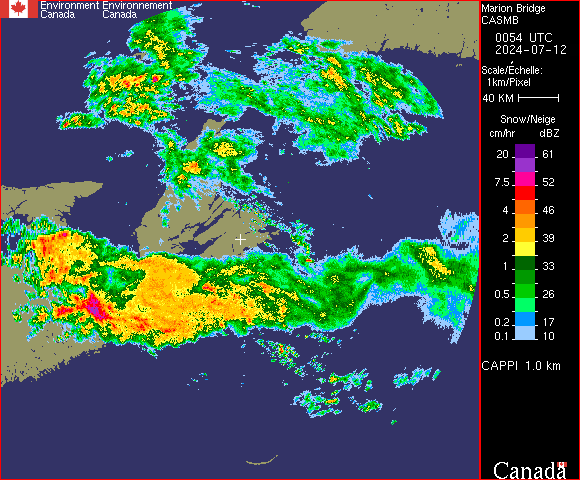 Environment Environnement
Canada Canada
Marion Bridge
CASMB
0054 UTC
2024-07-12
Scale/Échelle:
1km/Pixel
40 KM
Snow/Neige
cm/hr dBZ
20 61
7.5 52
4 46
2 39
1 33
0.5 26
0.2 17
0.1 10
CAPPI 1.0 km
Canada